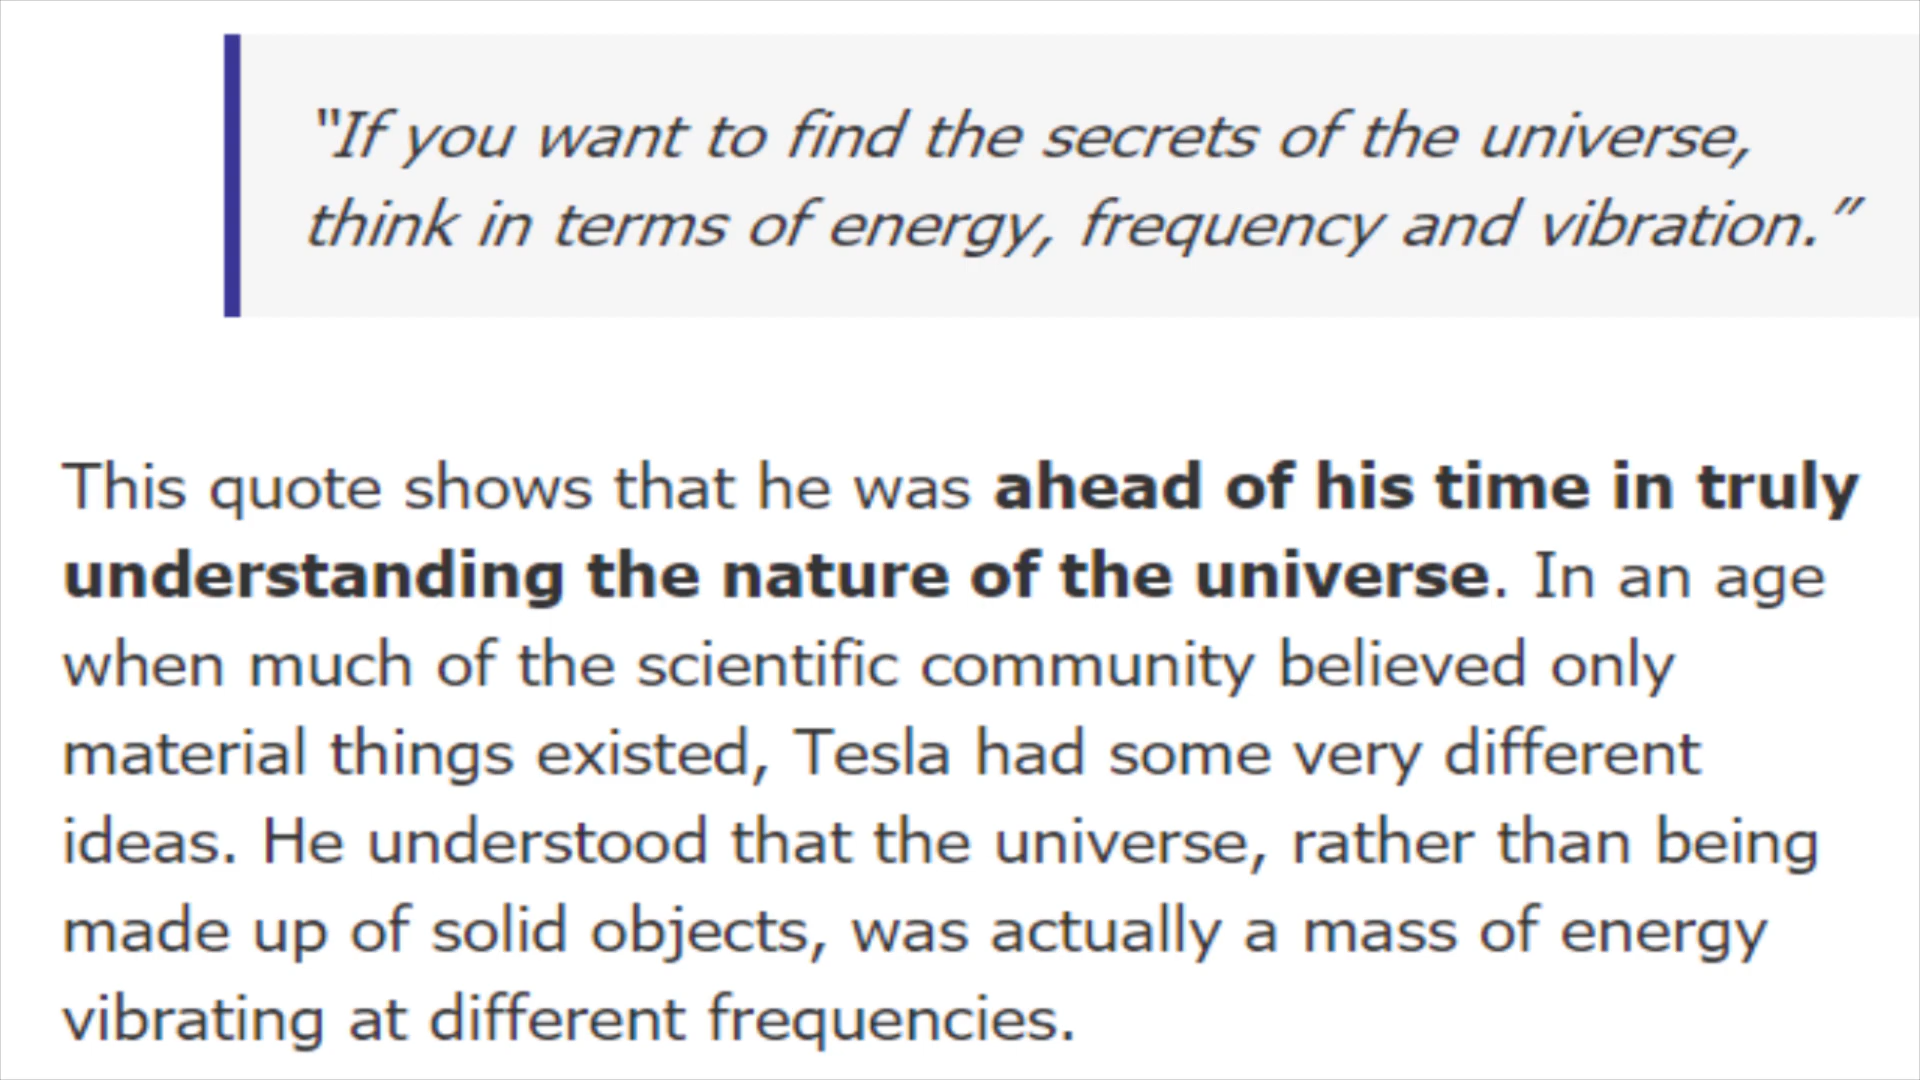 "If you want to find the secrets of the universe,
think in terms of energy, frequency and vibration.”
This quote shows that he was ahead of his time in truly
understanding the nature of the universe. In an age
when much of the scientific community believed only
material things existed, Tesla had some very different
ideas. He understood that the universe, rather than being
made up of solid objects, was actually a mass of energy
vibrating at different frequencies.